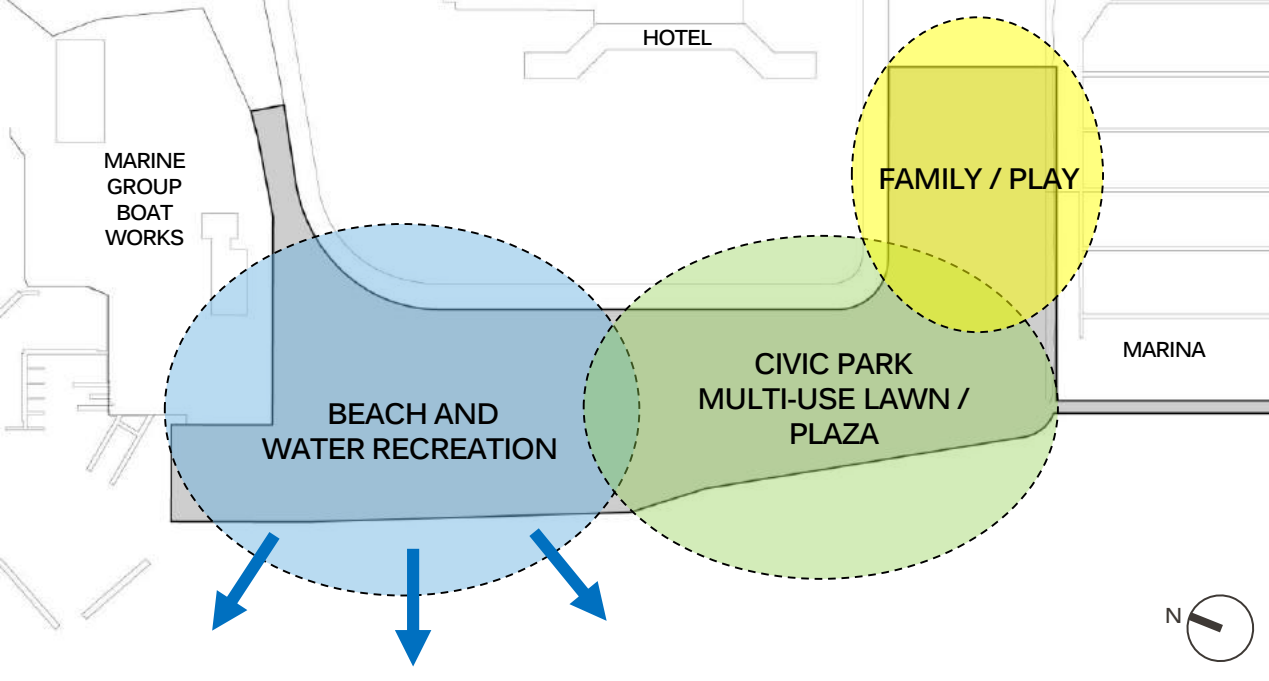 HOTEL
MARINE
GROUP
BOAT
WORKS
FAMILY / PLAY
BEACH AND
WATER RECREATION
CIVIC PARK
MULTI-USE LAWN /
PLAZA
MARINA
N